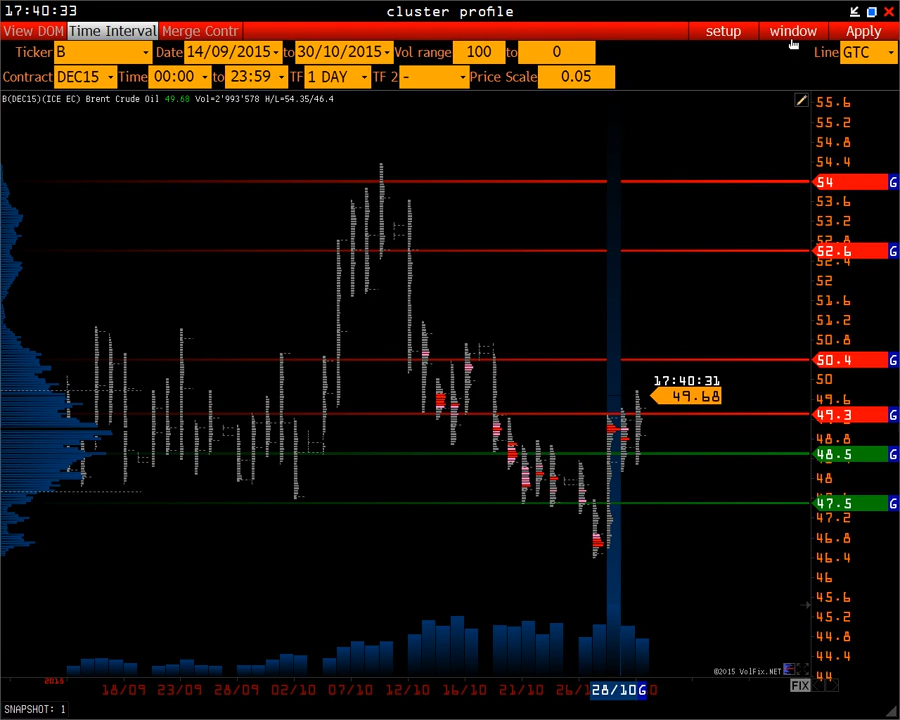 17:40:33 cluster profile
View DOM Time Interval Merge Contr setup window Apply
Ticker B Date 14/09/2015 to 30/10/2015 Vol range 100 to 0 Line GTC
Contract DEC15 Time 00:00 to 23:59 TF 1 DAY TF 2 - Price Scale 0.05
B(DEC15)(ICE EC) Brent Crude Oil 49.68 Vol=2'993'578 H/L=54.35/46.4
55.6
55.2
54.8
54.4
54 G
53.6
53.2
52.6 G
52.4
52
51.6
51.2
50.8
50.4 G
50
17:40:31
49.68
49.6
49.3 G
48.8
48.5 G
48
47.5 G
47.2
46.8
46.4
46
45.6
45.2
44.8
44.4
44
©2015 VolFix.NET
FIX
2015
18/09 23/09 28/09 02/10 07/10 12/10 16/10 21/10 28/10 G
SNAPSHOT: 1